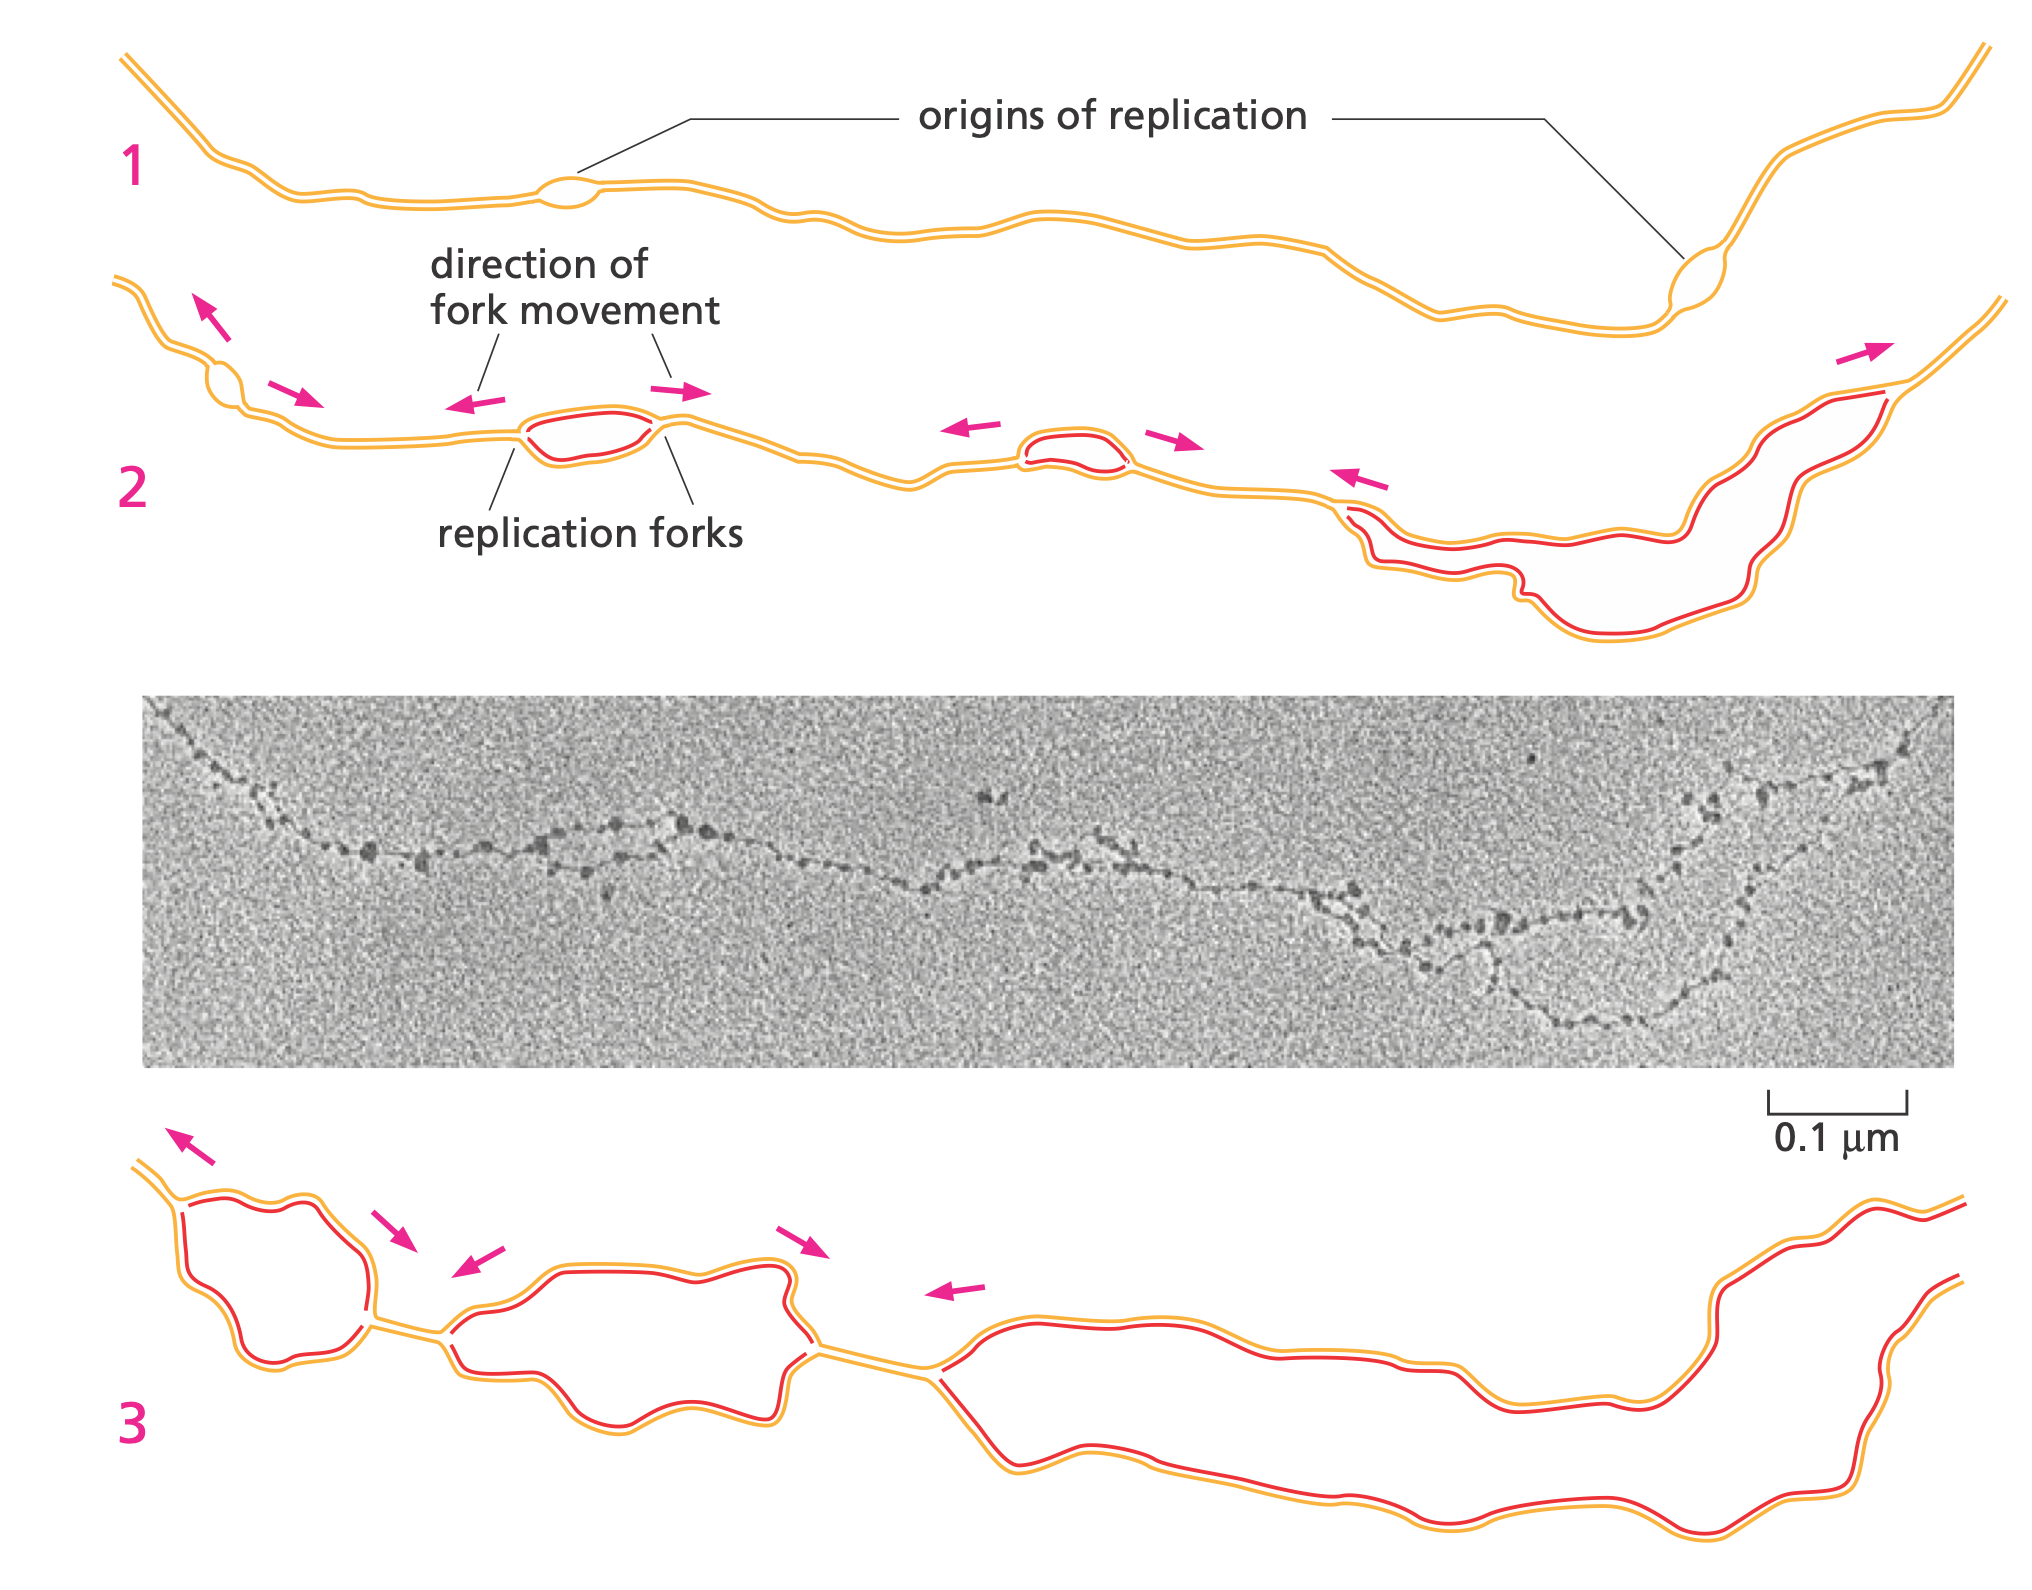 origins of replication
1
direction of
fork movement
2
replication forks
0.1 µm
3